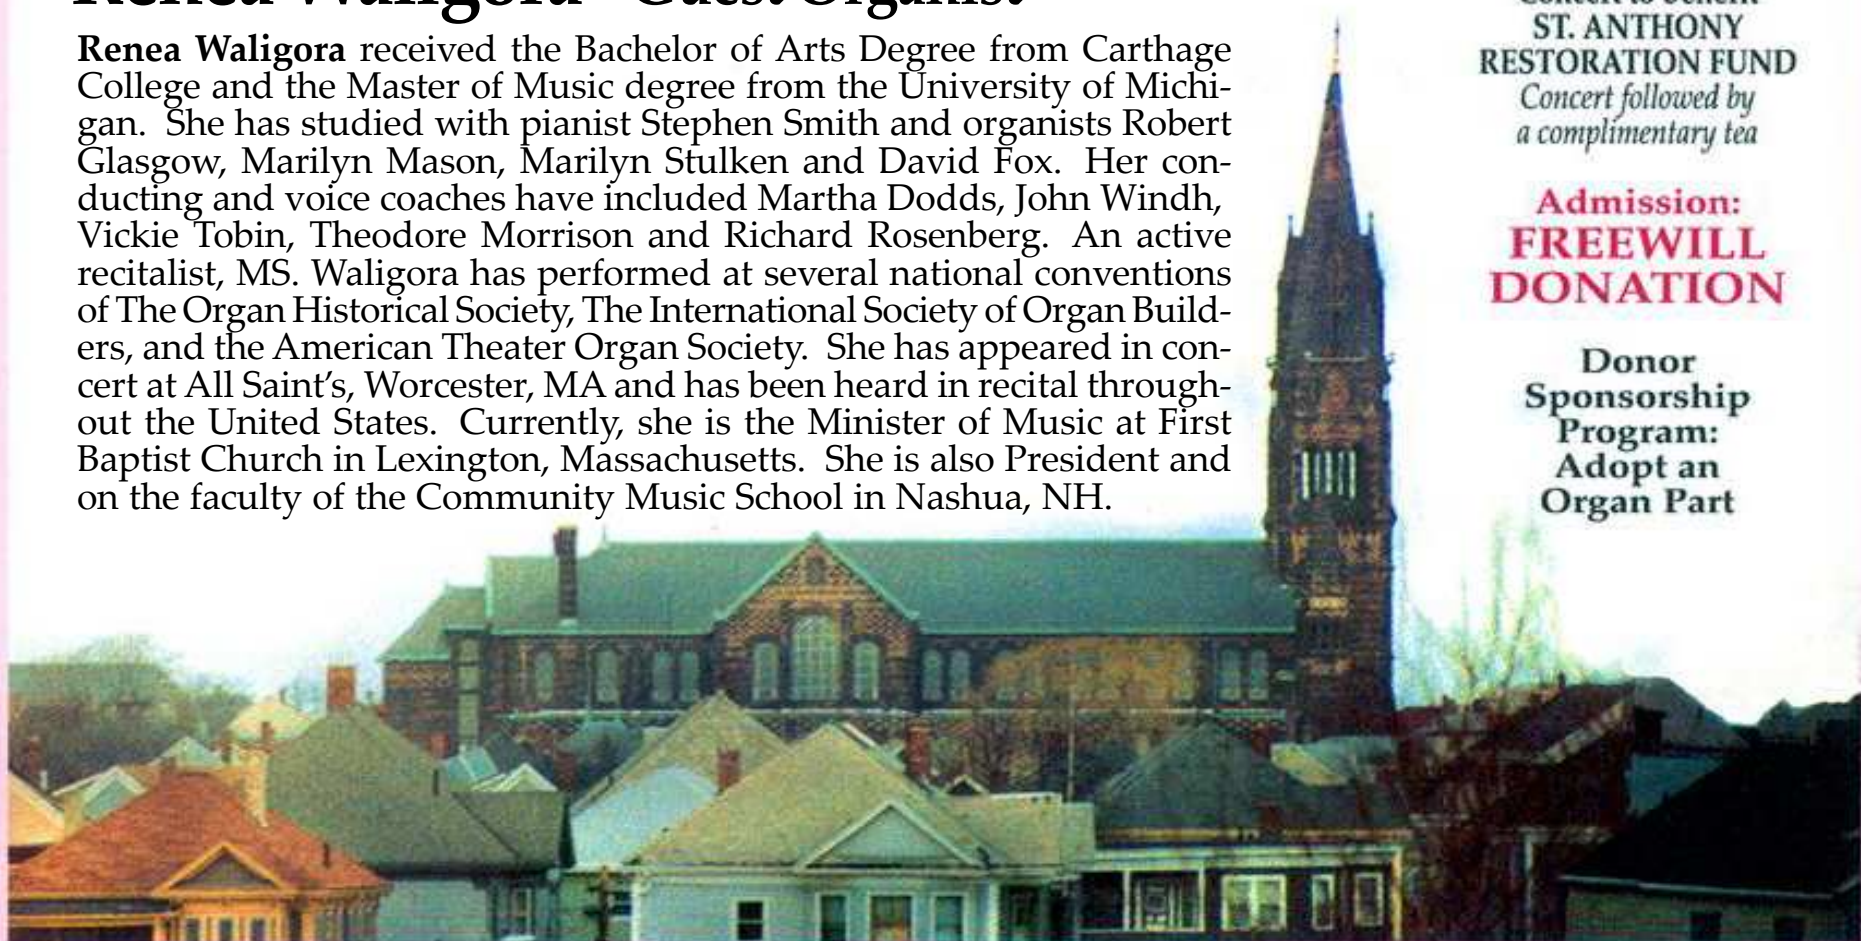 Renea Waligora Guest Organist
Renea Waligora received the Bachelor of Arts Degree from Carthage
College and the Master of Music degree from the University of Michi-
gan. She has studied with pianist Stephen Smith and organists Robert
Glasgow, Marilyn Mason, Marilyn Stulken and David Fox. Her con-
ducting and voice coaches have included Martha Dodds, John Windh,
Vickie Tobin, Theodore Morrison and Richard Rosenberg. An active
recitalist, MS. Waligora has performed at several national conventions
of The Organ Historical Society, The International Society of Organ Build-
ers, and the American Theater Organ Society. She has appeared in con-
cert at All Saint's, Worcester, MA and has been heard in recital through-
out the United States. Currently, she is the Minister of Music at First
Baptist Church in Lexington, Massachusetts. She is also President and
on the faculty of the Community Music School in Nashua, NH.
Concert to benefit
ST. ANTHONY
RESTORATION FUND
Concert followed by
a complimentary tea
Admission:
FREEWILL
DONATION
Donor
Sponsorship
Program:
Adopt an
Organ Part